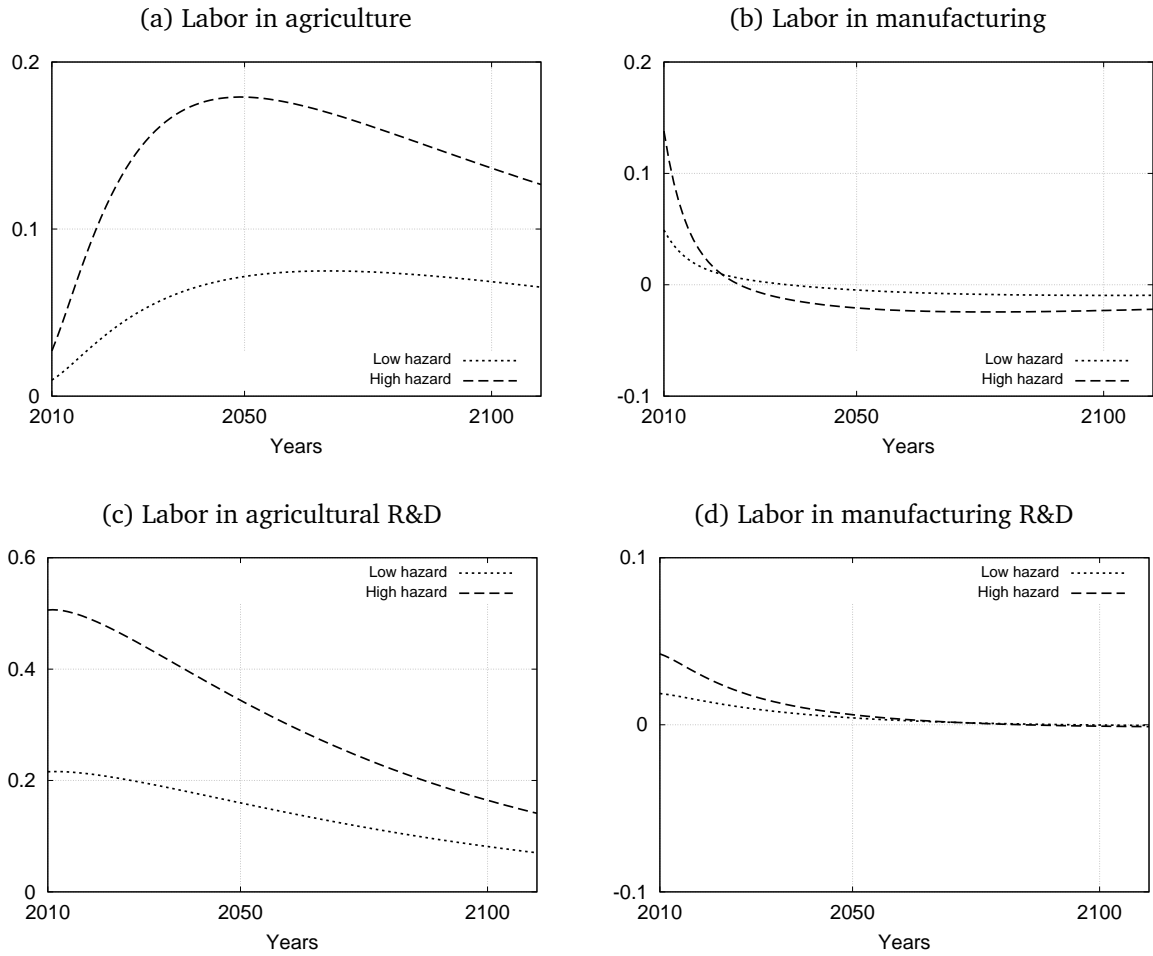 (a) Labor in agriculture
0.2
0.1
0
2010
2050
2100
Years
Low hazard
High hazard
(b) Labor in manufacturing
0.2
0.1
0
-0.1
2010
2050
2100
Years
Low hazard
High hazard
(c) Labor in agricultural R&D
0.6
0.4
0.2
0
2010
2050
2100
Years
Low hazard
High hazard
(d) Labor in manufacturing R&D
0.1
0
-0.1
2010
2050
2100
Years
Low hazard
High hazard